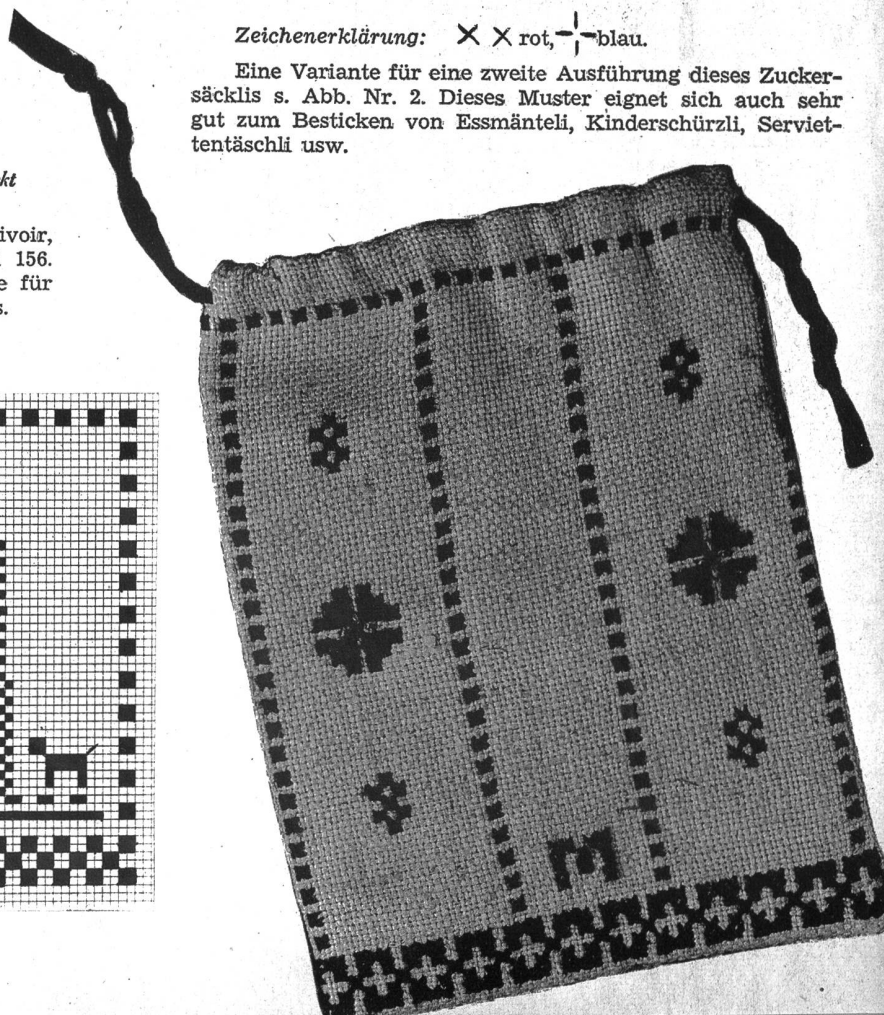 Zeichenerklärung: ✕ ✕ rot, -¦- blau.
Eine Variante für eine zweite Ausführung dieses Zucker-
säcklis s. Abb. Nr. 2. Dieses Muster eignet sich auch sehr
gut zum Besticken von Essmänteli, Kinderschürzli, Serviet-
tentäschli usw.
kt
ivoir,
156.
e für
s.
E